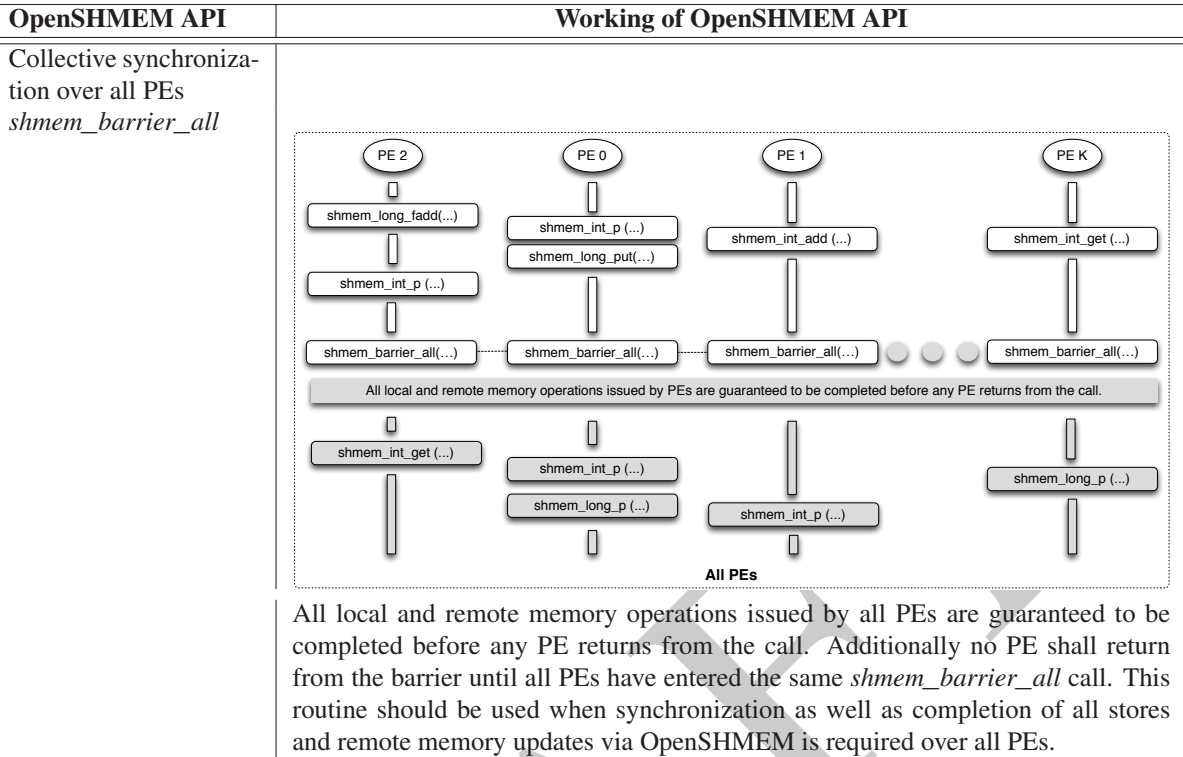 OpenSHMEM API Working of OpenSHMEM API
Collective synchroniza-
tion over all PEs
shmem_barrier_all
PE 2 PE 0 PE 1 PE K
shmem_long_fadd(...) shmem_int_p (...) shmem_int_add (...) shmem_int_get (...)
shmem_long_put(…)
shmem_int_p (...)
shmem_barrier_all(…) shmem_barrier_all(…) shmem_barrier_all(…) shmem_barrier_all(…)
All local and remote memory operations issued by PEs are guaranteed to be completed before any PE returns from the call.
shmem_int_get (...) shmem_int_p (...) shmem_long_p (...)
shmem_long_p (...) shmem_int_p (...)
All PEs
All local and remote memory operations issued by all PEs are guaranteed to be
completed before any PE returns from the call. Additionally no PE shall return
from the barrier until all PEs have entered the same shmem_barrier_all call. This
routine should be used when synchronization as well as completion of all stores
and remote memory updates via OpenSHMEM is required over all PEs.